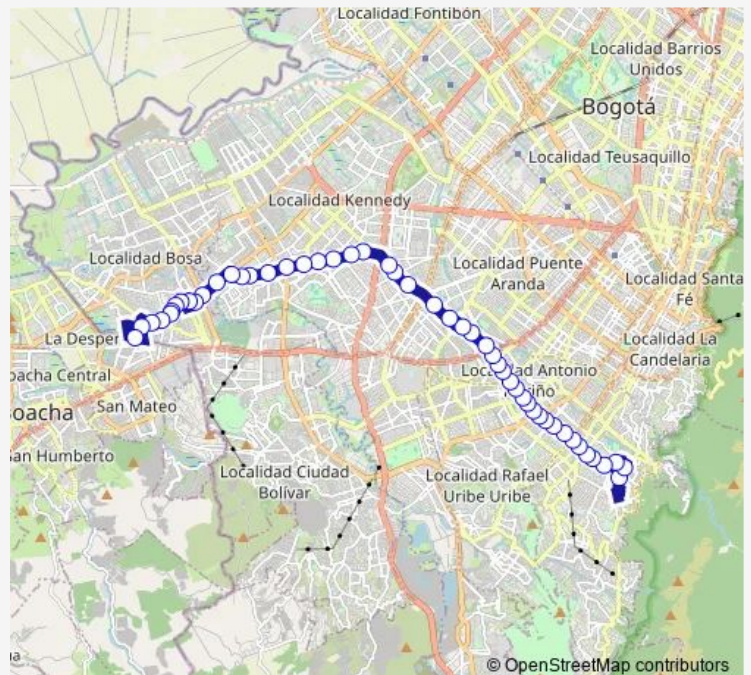 Localidad Fontibón
Localidad Barrios
Unidos
Bogotá
Localidad Teusaquillo
Localidad Kennedy
Localidad Bosa
Localidad Puente
Aranda
Localidad Santa
Fé
La Desper
Localidad La
Candelaria
oacha Central
Localidad Antonio
iño
San Mateo
oacha
an Humberto
Localidad Ciudad
Bolívar
Localidad Rafael
Uribe Uribe
a
© OpenStreetMap contributors